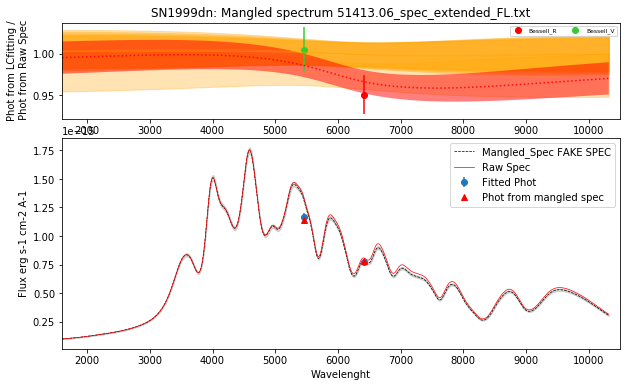 SN1999dn: Mangled spectrum 51413.06_spec_extended_FL.txt
Phot from LCfitting /
Phot from Raw Spec
1.00
0.95
Bessell_R
Bessell_V
2000 3000 4000 5000 6000 7000 8000 9000 10000
1e−15
Flux erg s-1 cm-2 A-1
1.75
1.50
1.25
1.00
0.75
0.50
0.25
Mangled_Spec FAKE SPEC
Raw Spec
Fitted Phot
Phot from mangled spec
2000 3000 4000 5000 6000 7000 8000 9000 10000
Wavelenght